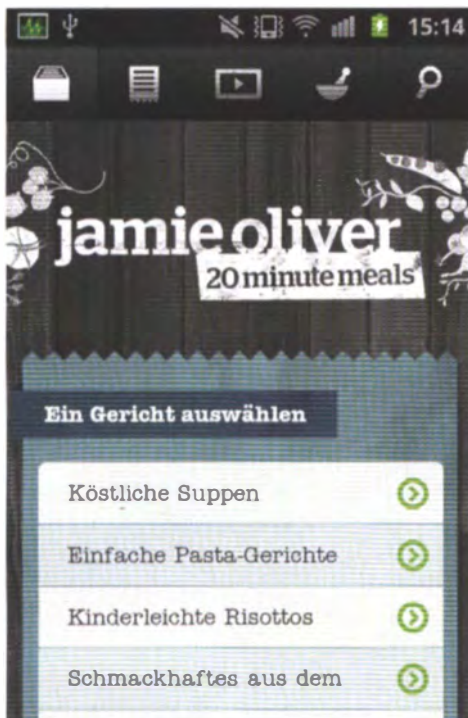 15:14
jamie oliver
20 minute meals
Ein Gericht auswählen
Köstliche Suppen
Einfache Pasta-Gerichte
Kinderleichte Risottos
Schmackhaftes aus dem